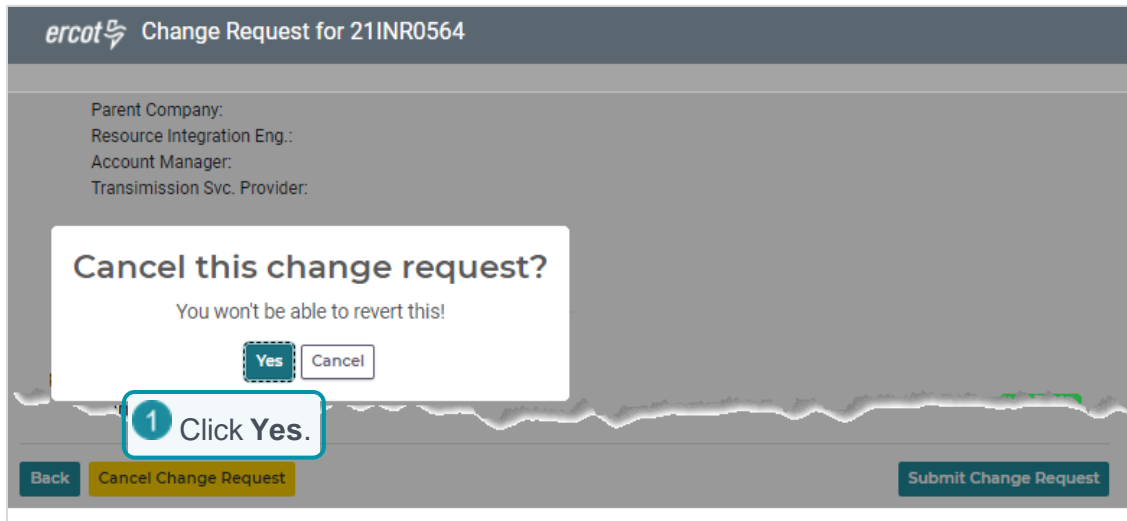 ercot Change Request for 21INR0564
Parent Company:
Resource Integration Eng.:
Account Manager:
Transimission Svc. Provider:
Cancel this change request?
You won't be able to revert this!
Yes Cancel
1 Click Yes.
Back Cancel Change Request Submit Change Request